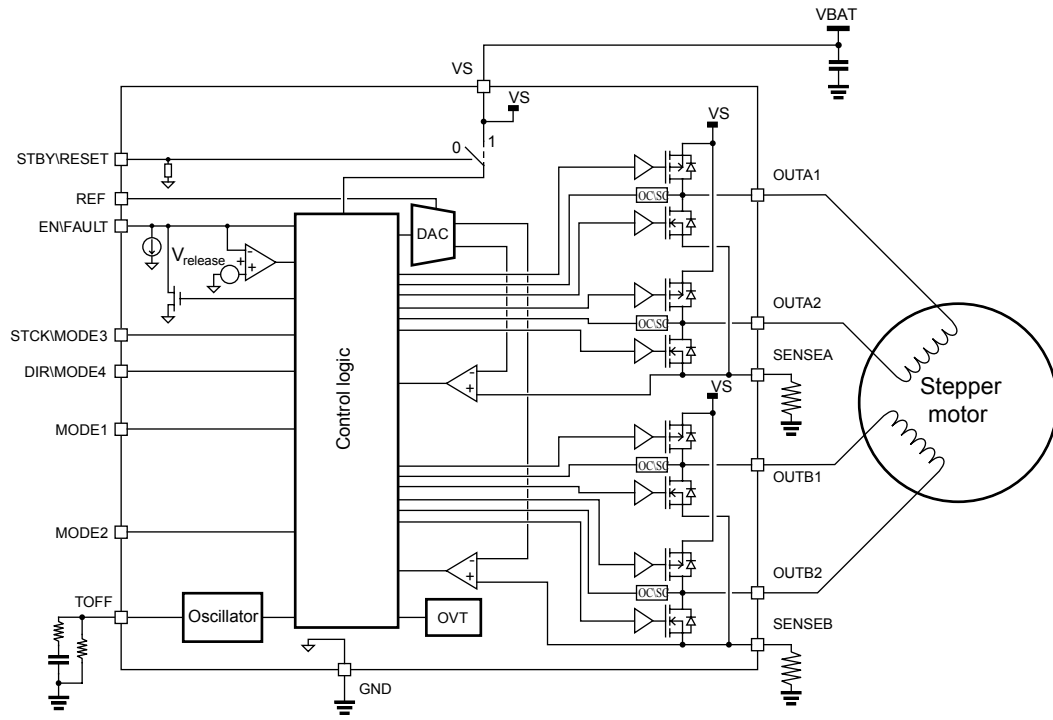 VBAT
VS
VS
VS
0
1
STBY\RESET
REF
EN\FAULT
DAC
OC\SC
OUTA1
Vrelease
-
+
+
OUTA2
OC\SC
STCK\MODE3
DIR\MODE4
SENSEA
-
+
VS
Control logic
Stepper
motor
MODE1
OC\SC
OUTB1
MODE2
-
+
OUTB2
OC\SC
TOFF
Oscillator
OVT
SENSEB
GND